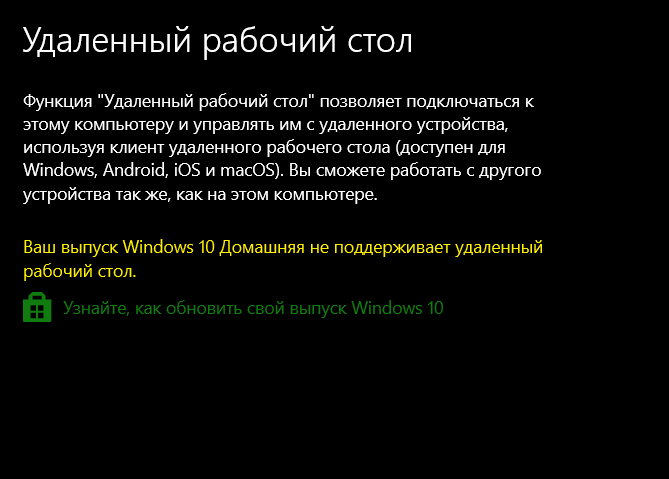 Удаленный рабочий стол
Функция "Удаленный рабочий стол" позволяет подключаться к
этому компьютеру и управлять им с удаленного устройства,
используя клиент удаленного рабочего стола (доступен для
Windows, Android, iOS и macOS). Вы сможете работать с другого
устройства так же, как на этом компьютере.
Ваш выпуск Windows 10 Домашняя не поддерживает удаленный
рабочий стол.
Узнайте, как обновить свой выпуск Windows 10